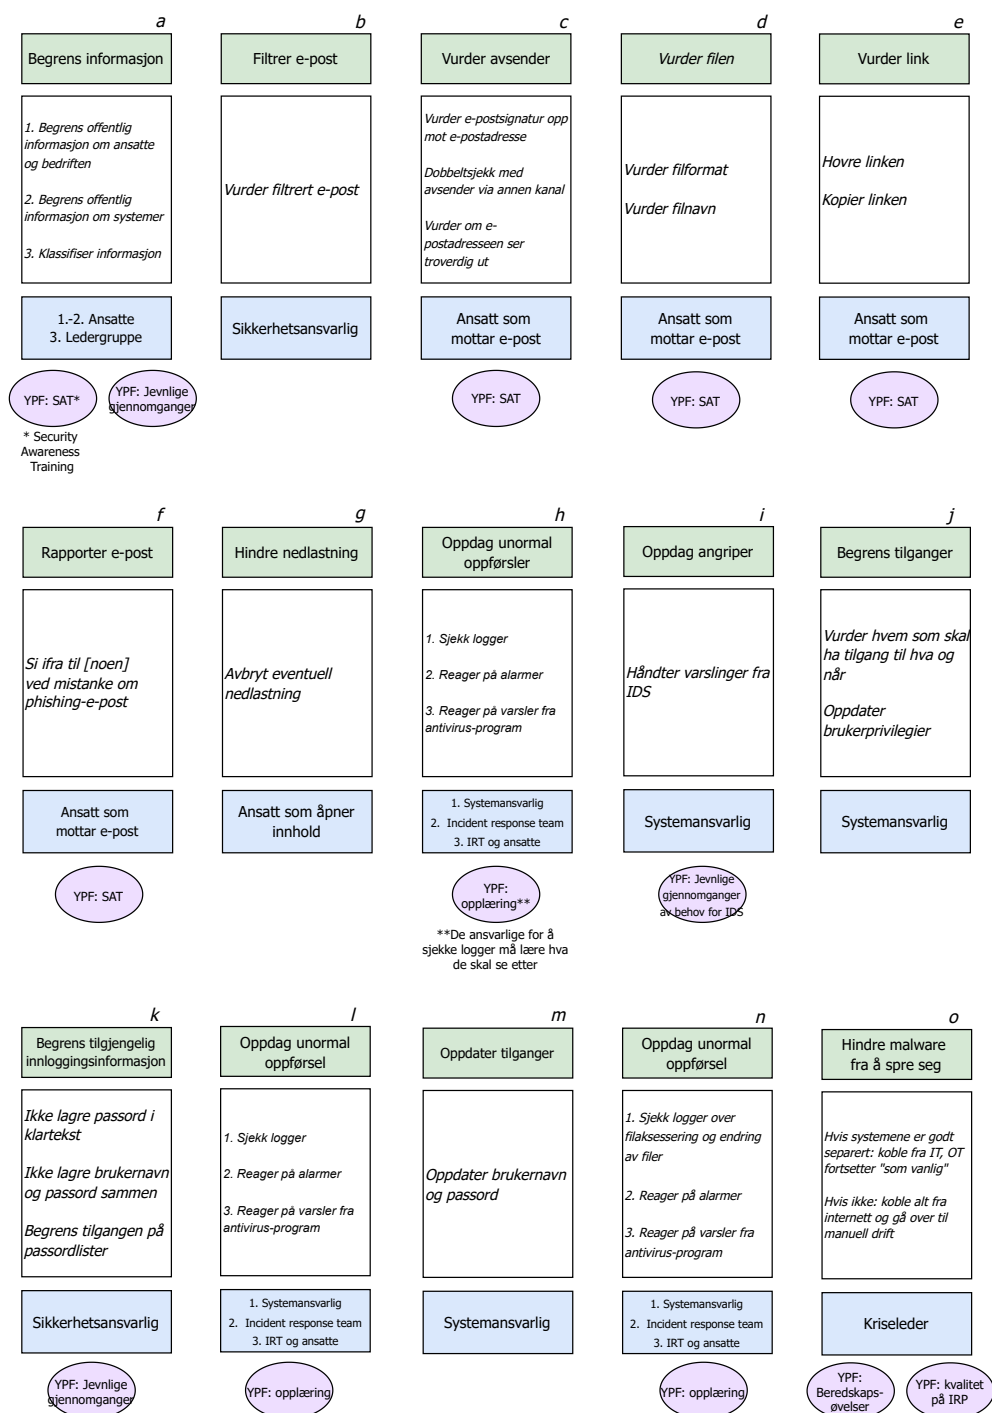 a
Begrens informasjon
1. Begrens offentlig
informasjon om ansatte
og bedriften
2. Begrens offentlig
informasjon om systemer
3. Klassifiser informasjon
1.-2. Ansatte
3. Ledergruppe
YPF: SAT*
YPF: Jevnlige
gjennomganger
* Security
Awareness
Training
b
Filtrer e-post
Vurder filtrert e-post
Sikkerhetsansvarlig
c
Vurder avsender
Vurder e-postsignatur opp
mot e-postadresse
Dobbeltsjekk med
avsender via annen kanal
Vurder om e-
postadresseen ser
troverdig ut
Ansatt som
mottar e-post
YPF: SAT
d
Vurder filen
Vurder filformat
Vurder filnavn
Ansatt som
mottar e-post
YPF: SAT
e
Vurder link
Hovre linken
Kopier linken
Ansatt som
mottar e-post
YPF: SAT
f
Rapporter e-post
Si ifra til [noen]
ved mistanke om
phishing-e-post
Ansatt som
mottar e-post
YPF: SAT
g
Hindre nedlastning
Avbryt eventuell
nedlastning
Ansatt som åpner
innhold
h
Oppdag unormal
oppførsler
1. Sjekk logger
2. Reager på alarmer
3. Reager på varsler fra
antivirus-program
1. Systemansvarlig
2. Incident response team
3. IRT og ansatte
YPF:
opplæring**
**De ansvarlige for å
sjekke logger må lære hva
de skal se etter
i
Oppdag angriper
Håndter varslinger fra
IDS
Systemansvarlig
YPF: Jevnlige
gjennomganger
av behov for IDS
j
Begrens tilganger
Vurder hvem som skal
ha tilgang til hva og
når
Oppdater
brukerprivilegier
Systemansvarlig
k
Begrens tilgjengelig
innloggingsinformasjon
Ikke lagre passord i
klartekst
Ikke lagre brukernavn
og passord sammen
Begrens tilgangen på
passordlister
Sikkerhetsansvarlig
YPF: Jevnlige
gjennomganger
l
Oppdag unormal
oppførsel
1. Sjekk logger
2. Reager på alarmer
3. Reager på varsler fra
antivirus-program
1. Systemansvarlig
2. Incident response team
3. IRT og ansatte
YPF: opplæring
m
Oppdater tilganger
Oppdater brukernavn
og passord
Systemansvarlig
n
Oppdag unormal
oppførsel
1. Sjekk logger over
filaksessering og endring
av filer
2. Reager på alarmer
3. Reager på varsler fra
antivirus-program
1. Systemansvarlig
2. Incident response team
3. IRT og ansatte
YPF: opplæring
o
Hindre malware
fra å spre seg
Hvis systemene er godt
separert: koble fra IT, OT
fortsetter "som vanlig"
Hvis ikke: koble alt fra
internett og gå over til
manuell drift
Kriseleder
YPF:
Beredskaps-
øvelser
YPF: kvalitet
på IRP